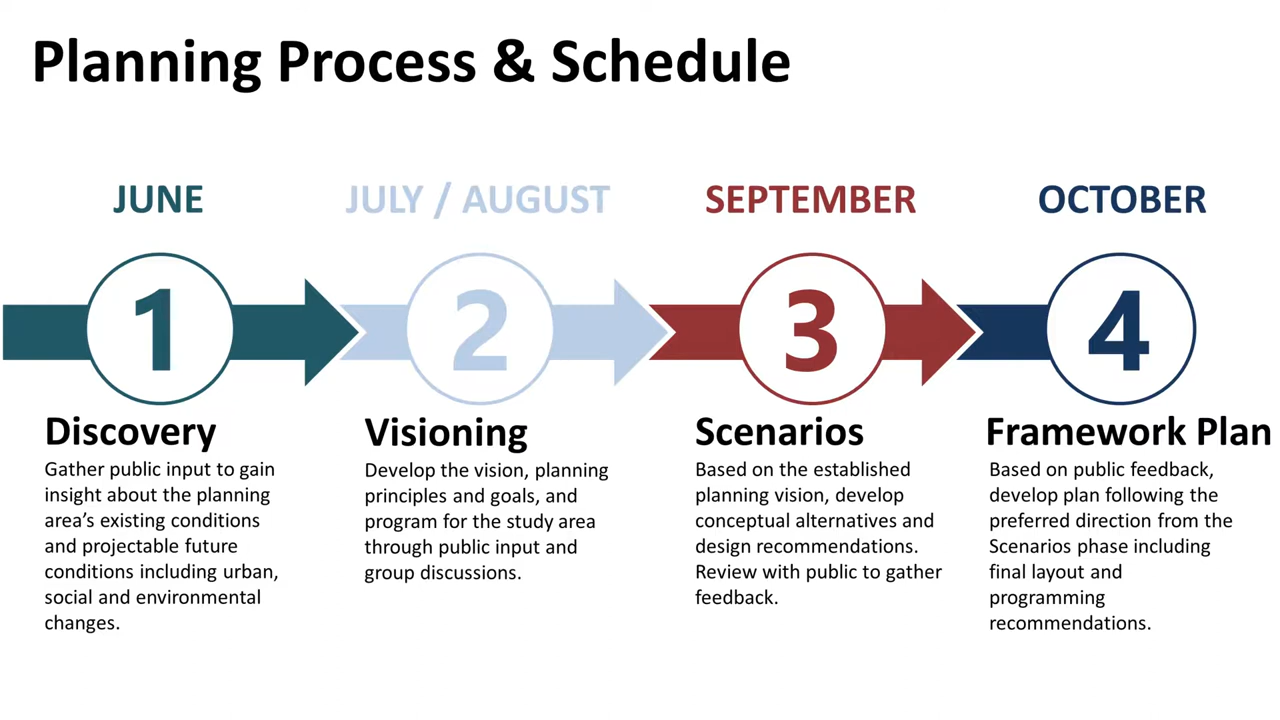 Planning Process & Schedule
JUNE
1
Discovery
Gather public input to gain
insight about the planning
area's existing conditions
and projectable future
conditions including urban,
social and environmental
changes.
JULY / AUGUST
2
Visioning
Develop the vision, planning
principles and goals, and
program for the study area
through public input and
group discussions.
SEPTEMBER
3
Scenarios
Based on the established
planning vision, develop
conceptual alternatives and
design recommendations.
Review with public to gather
feedback.
OCTOBER
4
Framework Plan
Based on public feedback,
develop plan following the
preferred direction from the
Scenarios phase including
final layout and
programming
recommendations.